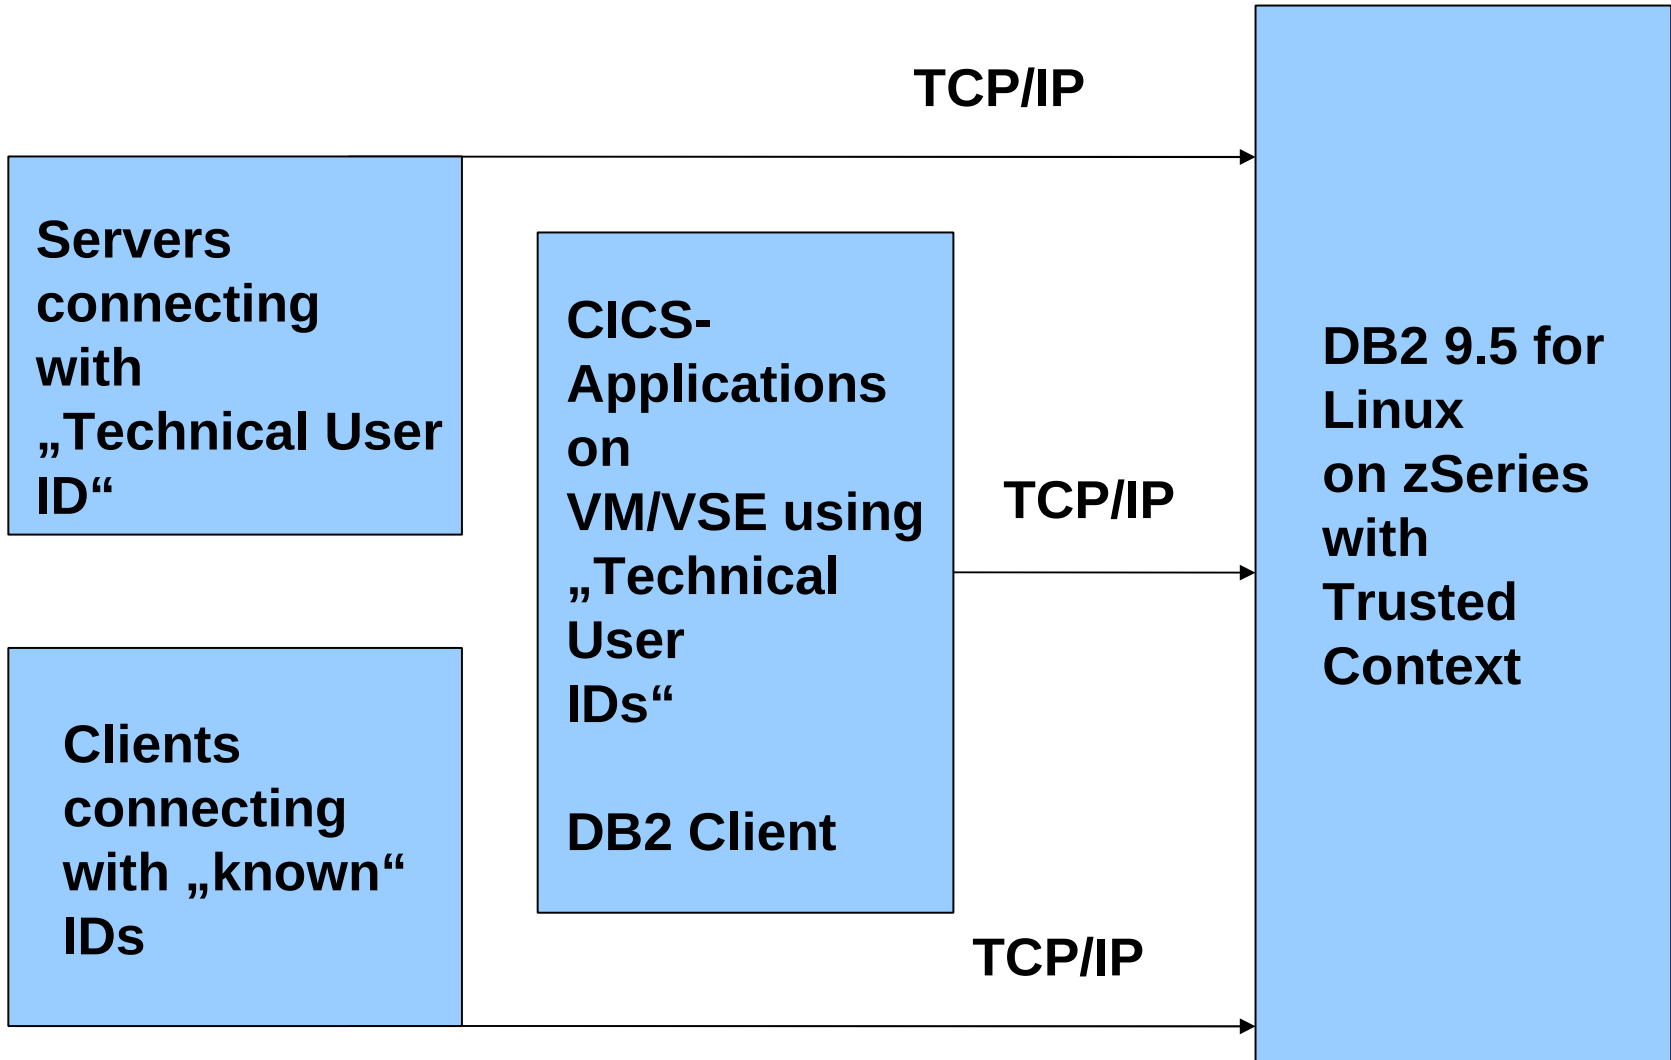 TCP/IP
Servers
connecting
with
„Technical User
ID“
CICS-
Applications
on
VM/VSE using
„Technical
User
IDs“
DB2 Client
TCP/IP
DB2 9.5 for
Linux
on zSeries
with
Trusted
Context
Clients
connecting
with „known“
IDs
TCP/IP